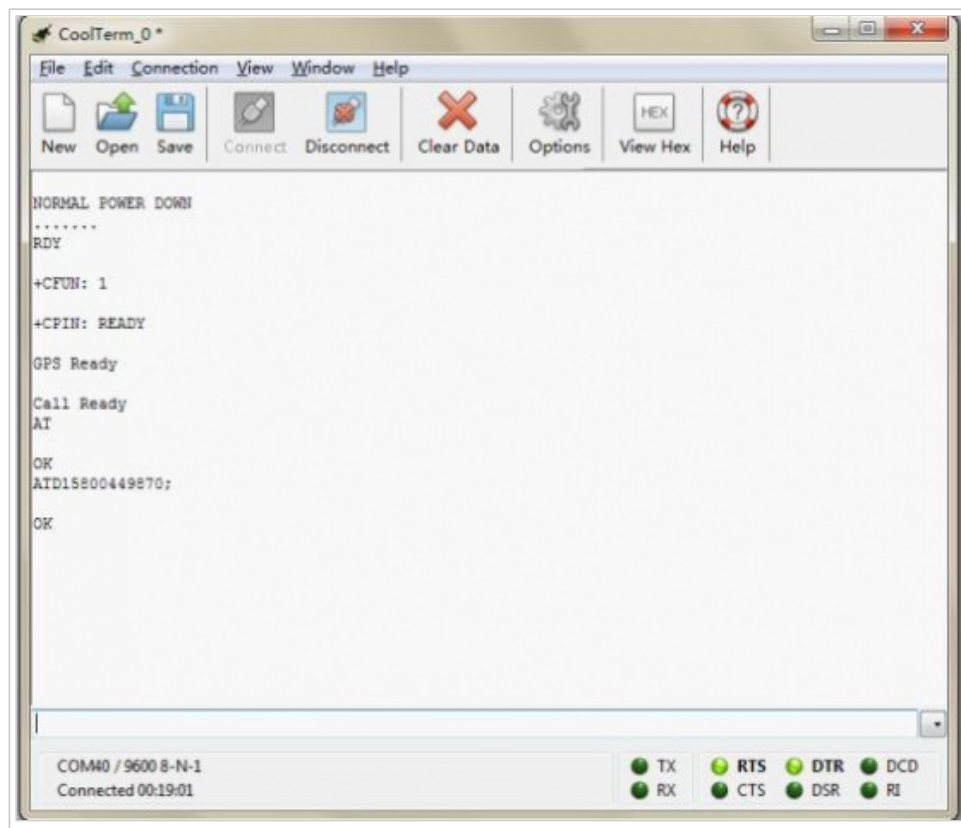 CoolTerm_0 *
File Edit Connection View Window Help
New Open Save Connect Disconnect Clear Data Options HEX View Hex Help
NORMAL POWER DOWN
.......
RDY
+CFUN: 1
+CPIN: READY
GPS Ready
Call Ready
AT
OK
ATD15800449870;
OK
COM40 / 9600 8-N-1
Connected 00:19:01
TX RTS DTR DCD
RX CTS DSR RI